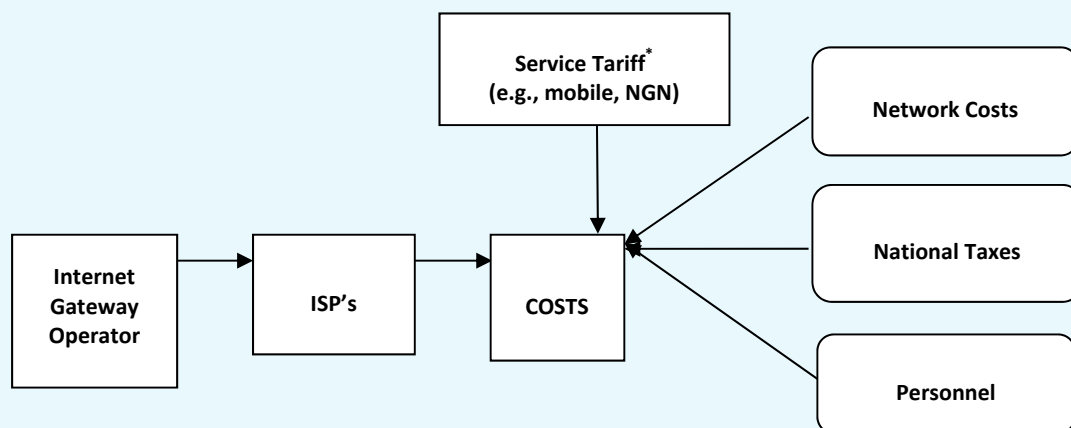 Service Tariff*
(e.g., mobile, NGN)
Network Costs
National Taxes
Internet
Gateway
Operator
ISP’s
COSTS
Personnel